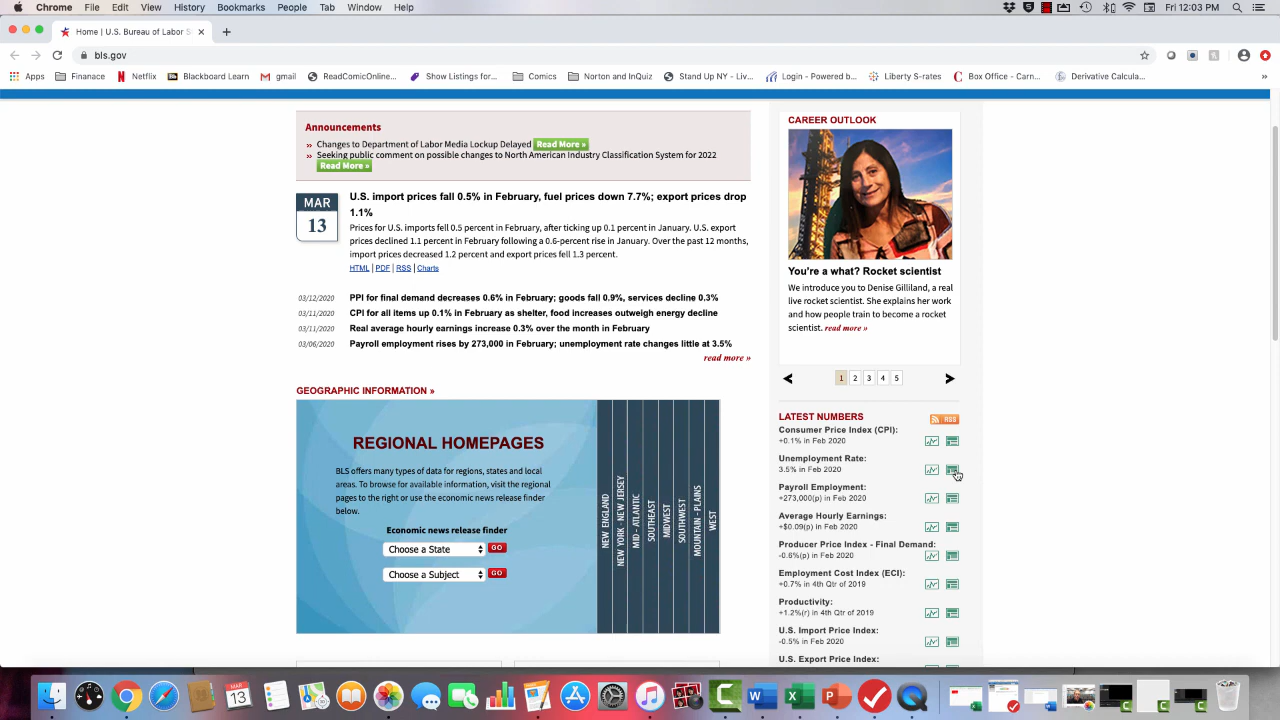 Chrome File Edit View History Bookmarks People Tab Window Help
Fri 12:03 PM
Home | U.S. Bureau of Labor S
bls.gov
Apps Finanace Netflix Blackboard Learn gmail ReadComicOnline... Show Listings for... Comics Norton and InQuiz Stand Up NY - Liv... Login - Powered b... Liberty S-rates Box Office - Carn... Derivative Calcula... »
Announcements
» Changes to Department of Labor Media Lockup Delayed Read More »
» Seeking public comment on possible changes to North American Industry Classification System for 2022
Read More »
MAR
13
U.S. import prices fall 0.5% in February, fuel prices down 7.7%; export prices drop
1.1%
Prices for U.S. imports fell 0.5 percent in February, after ticking up 0.1 percent in January. U.S. export
prices declined 1.1 percent in February following a 0.6-percent rise in January. Over the past 12 months,
import prices decreased 1.2 percent and export prices fell 1.3 percent.
HTML | PDF | RSS | Charts
03/12/2020 PPI for final demand decreases 0.6% in February; goods fall 0.9%, services decline 0.3%
03/11/2020 CPI for all items up 0.1% in February as shelter, food increases outweigh energy decline
03/11/2020 Real average hourly earnings increase 0.3% over the month in February
03/06/2020 Payroll employment rises by 273,000 in February; unemployment rate changes little at 3.5%
read more »
GEOGRAPHIC INFORMATION »
REGIONAL HOMEPAGES
BLS offers many types of data for regions, states and local
areas. To browse for available information, visit the regional
pages to the right or use the economic news release finder
below.
Economic news release finder
Choose a State GO
Choose a Subject GO
NEW ENGLAND
NEW YORK - NEW JERSEY
MID - ATLANTIC
SOUTHEAST
MIDWEST
SOUTHWEST
MOUNTAIN - PLAINS
WEST
CAREER OUTLOOK
You're a what? Rocket scientist
We introduce you to Denise Gilliland, a real
live rocket scientist. She explains her work
and how people train to become a rocket
scientist. read more »
1 2 3 4 5
LATEST NUMBERS
RSS
Consumer Price Index (CPI):
+0.1% in Feb 2020
Unemployment Rate:
3.5% in Feb 2020
Payroll Employment:
+273,000(p) in Feb 2020
Average Hourly Earnings:
+$0.09(p) in Feb 2020
Producer Price Index - Final Demand:
-0.6%(p) in Feb 2020
Employment Cost Index (ECI):
+0.7% in 4th Qtr of 2019
Productivity:
+1.2%(r) in 4th Qtr of 2019
U.S. Import Price Index:
-0.5% in Feb 2020
U.S. Export Price Index:
MAR
13